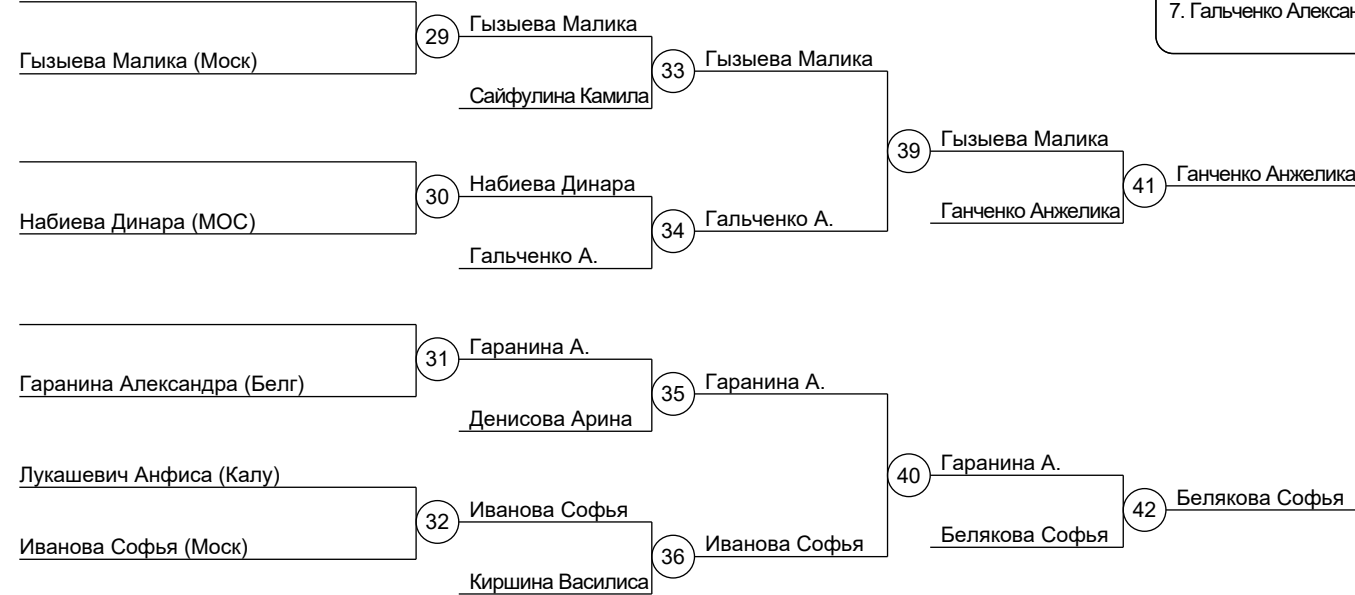 7. Гальченко Алексан
29
Гызыева Малика
Гызыева Малика (Моск)
33
Гызыева Малика
Сайфулина Камила
39
Гызыева Малика
30
Набиева Динара
Набиева Динара (МОС)
34
Гальченко А.
Гальченко А.
Ганченко Анжелика
41
Ганченко Анжелика
31
Гаранина А.
Гаранина Александра (Белг)
35
Гаранина А.
Денисова Арина
40
Гаранина А.
Лукашевич Анфиса (Калу)
32
Иванова Софья
Иванова Софья (Моск)
36
Иванова Софья
Киршина Василиса
Белякова Софья
42
Белякова Софья